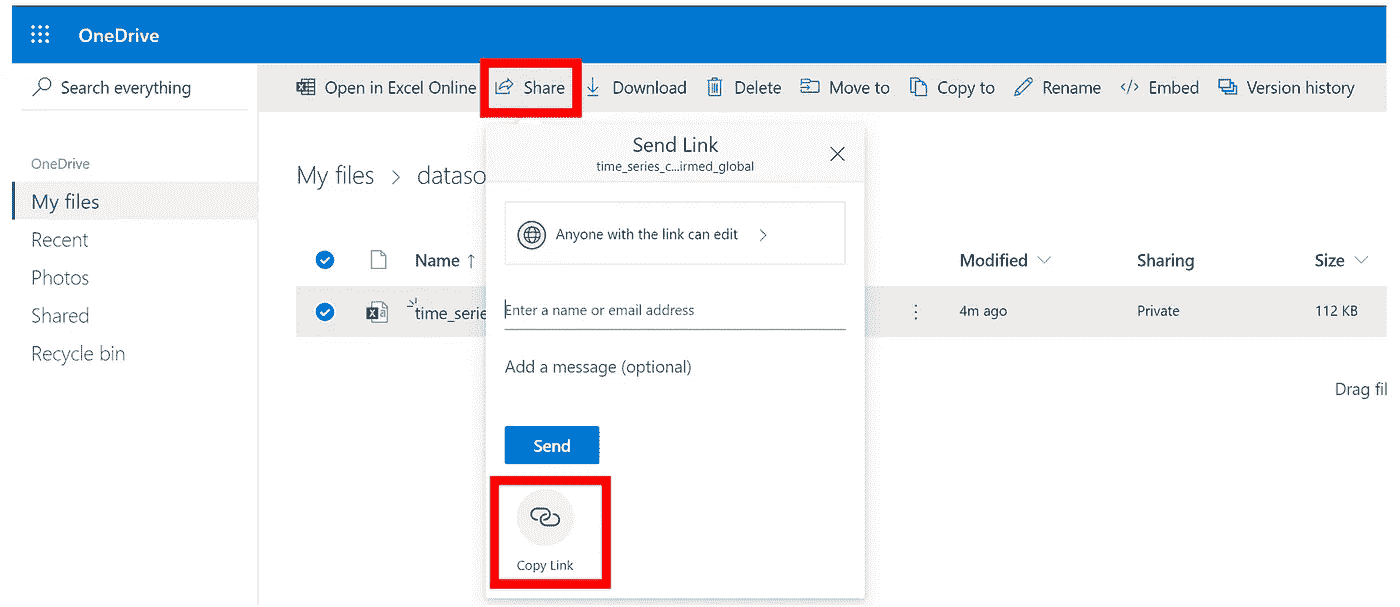 OneDrive
Search everything
Open in Excel Online Share Download Delete Move to Copy to Rename Embed Version history
OneDrive
My files
Recent
Photos
Shared
Recycle bin
My files > dataso
Send Link
time_series_c...irmed_global
Anyone with the link can edit
Enter a name or email address
Add a message (optional)
Send
Copy Link
Name Modified Sharing Size
time_serie 4m ago Private 112 KB
Drag fil